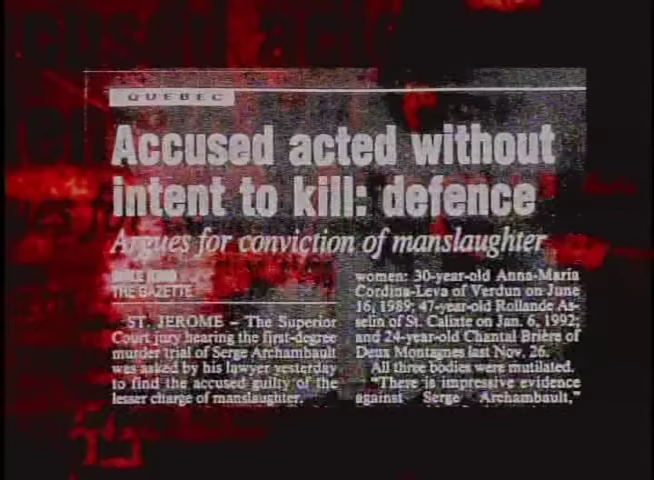 QUEBEC
Accused acted without
intent to kill: defence
Argues for conviction of manslaughter
THE GAZETTE
ST. JEROME – The Superior
Court jury hearing the first-degree
murder trial of Serge Archambault
was asked by his lawyer yesterday
to find the accused guilty of the
lesser charge of manslaughter.
women: 30-year-old Anna-Maria
Cordina-Leva of Verdun on June
16, 1989; 47-year-old Rollande As-
selin of St. Calixte on Jan. 6, 1992;
and 24-year-old Chantal Brière of
Deux Montagnes last Nov. 26.
All three bodies were mutilated.
"There is impressive evidence
against Serge Archambault,"